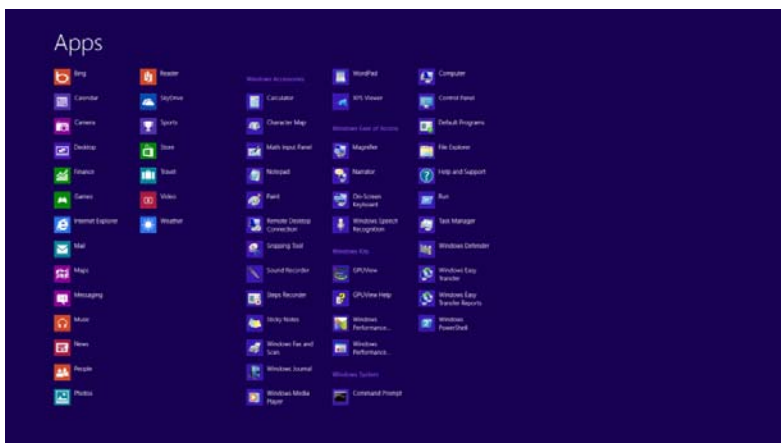 Apps
Bing
Calendar
Camera
Desktop
Finance
Games
Internet Explorer
Mail
Maps
Messaging
Music
News
People
Photos
Reader
SkyDrive
Sports
Store
Travel
Video
Weather
Windows Accessories
Calculator
Character Map
Math Input Panel
Notepad
Paint
Remote Desktop
Connection
Snipping Tool
Sound Recorder
Steps Recorder
Sticky Notes
Windows Fax and
Scan
Windows Journal
Windows Media
Player
WordPad
XPS Viewer
Windows Ease of Access
Magnifier
Narrator
On-Screen
Keyboard
Windows Speech
Recognition
Windows Kits
GPUView
GPUView Help
Windows
Performance...
Windows
Performance...
Windows System
Command Prompt
Computer
Control Panel
Default Programs
File Explorer
Help and Support
Run
Task Manager
Windows Defender
Windows Easy
Transfer
Windows Easy
Transfer Reports
Windows
PowerShell